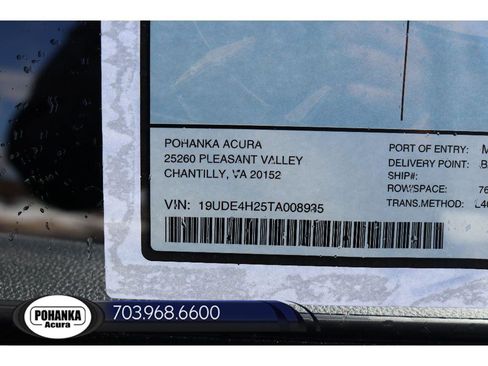 POHANKA ACURA
25260 PLEASANT VALLEY
CHANTILLY, VA 20152
VIN: 19UDE4H25TA008935
PORT OF ENTRY:
DELIVERY POINT:
SHIP#:
ROW/SPACE: 76
TRANS.METHOD:
POHANKA
Acura
703.968.6600